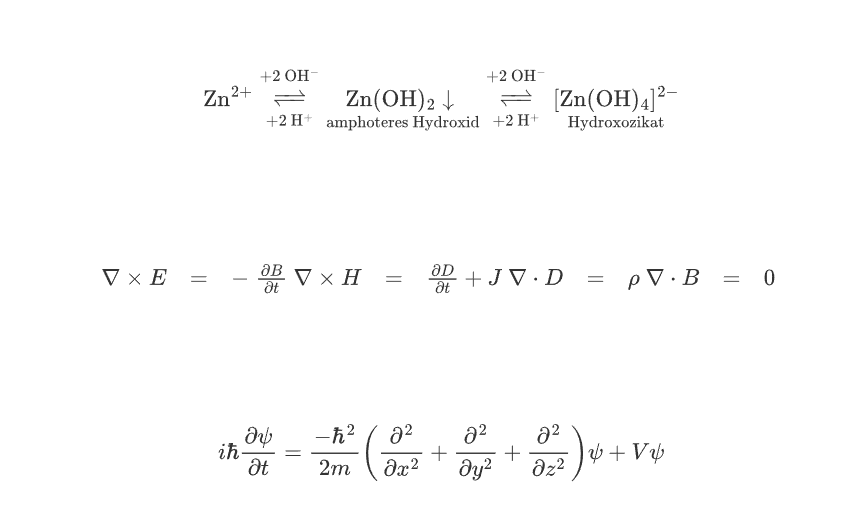 Zn²⁺ ⇌ (+2 OH⁻ / +2 H⁺) Zn(OH)₂ ↓ ⇌ (+2 OH⁻ / +2 H⁺) [Zn(OH)₄]²⁻
amphoteres Hydroxid Hydroxozikat
∇ × E = − ∂B/∂t ∇ × H = ∂D/∂t + J ∇ · D = ρ ∇ · B = 0
iħ ∂ψ/∂t = −ħ²/2m (∂²/∂x² + ∂²/∂y² + ∂²/∂z²) ψ + Vψ